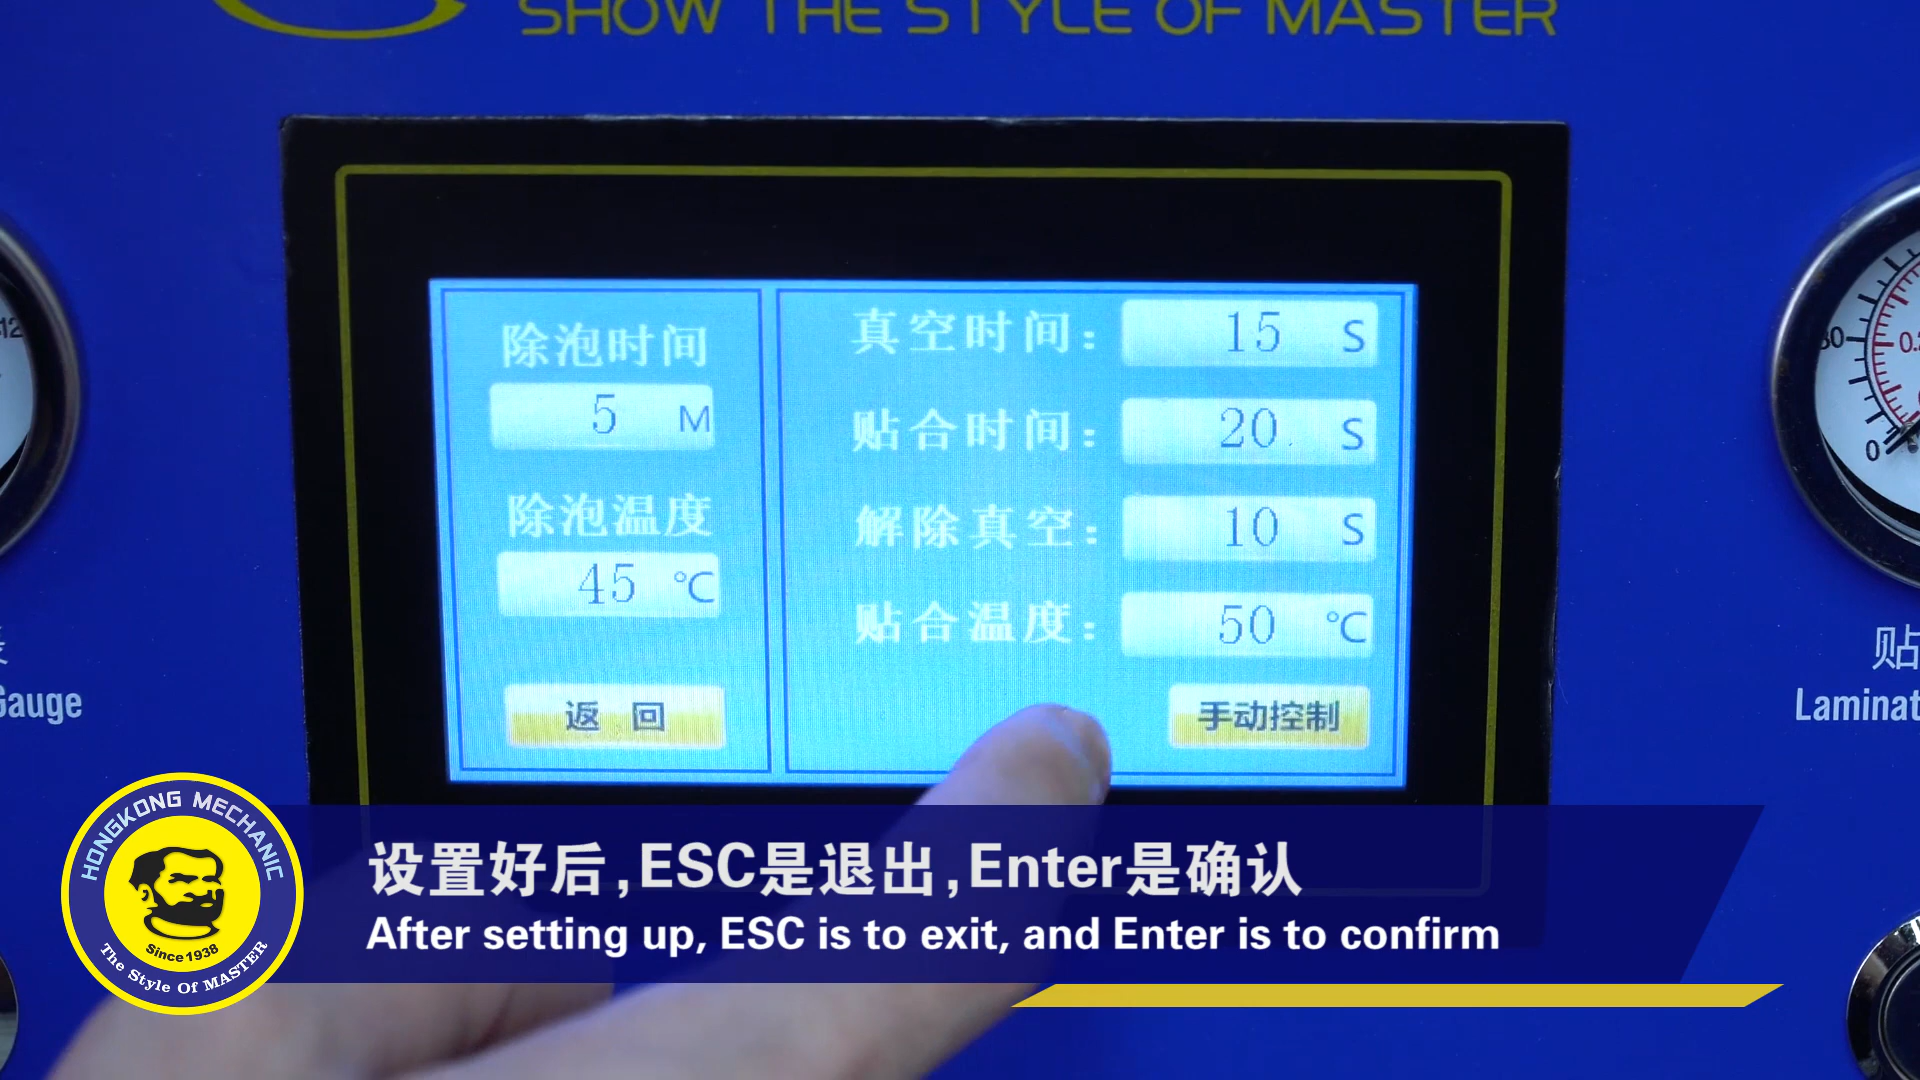 SHOW THE STYLE OF MASTER
除泡时间
5 M
除泡温度
45 ℃
返 回
真空时间: 15 S
贴合时间: 20 S
解除真空: 10 S
贴合温度: 50 ℃
手动控制
12
0
Gauge
贴
Laminat
HONGKONG MECHANIC
Since 1938
The Style Of MASTER
设置好后,ESC是退出,Enter是确认
After setting up, ESC is to exit, and Enter is to confirm